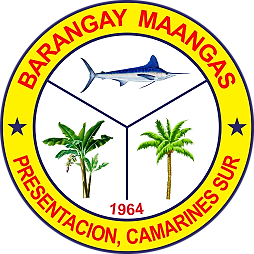 BARANGAY MAANGAS
1964
PRESENTACION, CAMARINES SUR